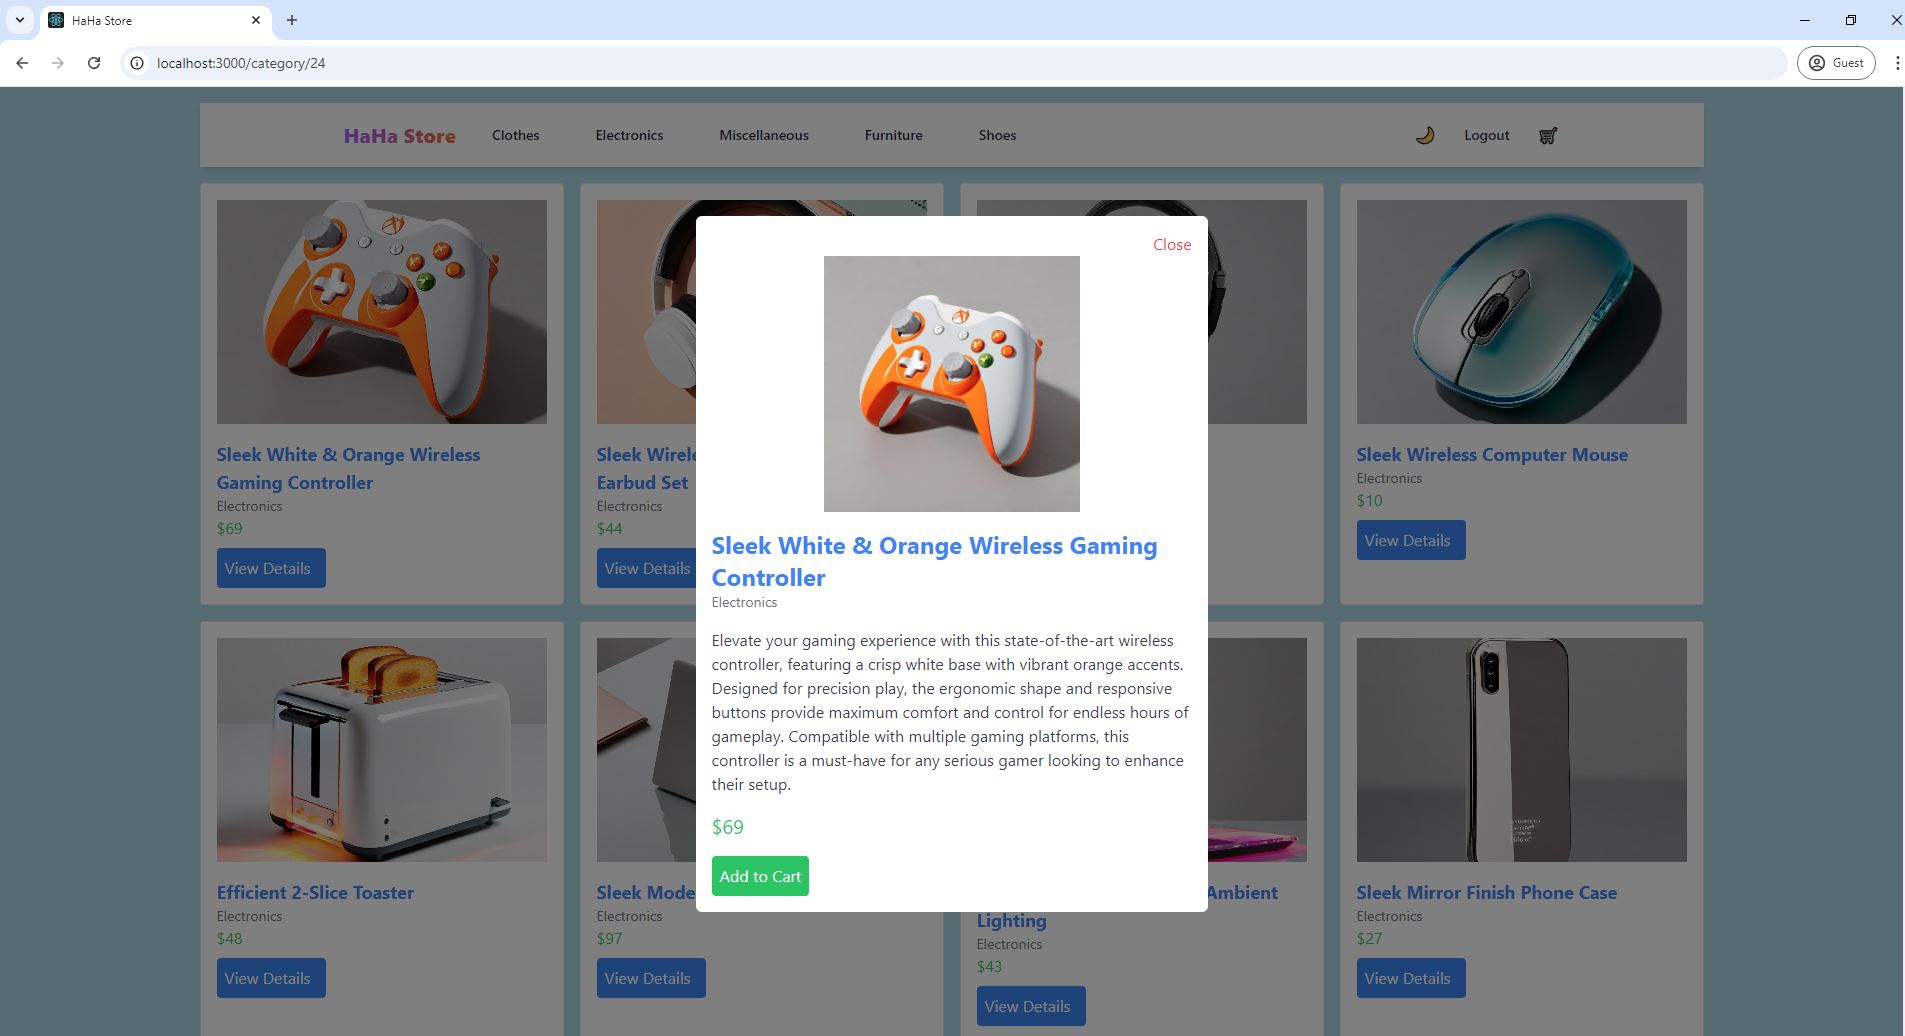 HaHa Store
localhost:3000/category/24
Guest
HaHa Store Clothes Electronics Miscellaneous Furniture Shoes Logout
Close
Sleek White & Orange Wireless Gaming
Controller
Electronics
Elevate your gaming experience with this state-of-the-art wireless
controller, featuring a crisp white base with vibrant orange accents.
Designed for precision play, the ergonomic shape and responsive
buttons provide maximum comfort and control for endless hours of
gameplay. Compatible with multiple gaming platforms, this
controller is a must-have for any serious gamer looking to enhance
their setup.
$69
Add to Cart
Sleek White & Orange Wireless
Gaming Controller
Electronics
$69
View Details
Sleek
Earbud Set
Electronics
$44
View Details
Sleek Wireless Computer Mouse
Electronics
$10
View Details
Efficient 2-Slice Toaster
Electronics
$48
View Details
Sleek
Electronics
$97
View Details
Ambient
Lighting
Electronics
$43
View Details
Sleek Mirror Finish Phone Case
Electronics
$27
View Details